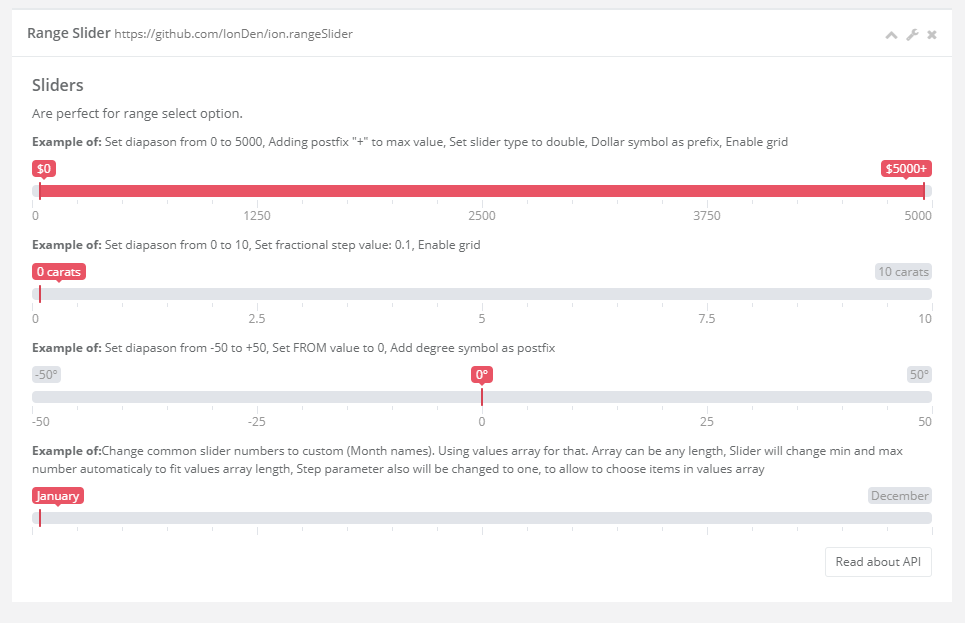 Range Slider https://github.com/IonDen/ion.rangeSlider
Sliders
Are perfect for range select option.
Example of: Set diapason from 0 to 5000, Adding postfix "+" to max value, Set slider type to double, Dollar symbol as prefix, Enable grid
$0 $5000+
0 1250 2500 3750 5000
Example of: Set diapason from 0 to 10, Set fractional step value: 0.1, Enable grid
0 carats 10 carats
0 2.5 5 7.5 10
Example of: Set diapason from -50 to +50, Set FROM value to 0, Add degree symbol as postfix
-50° 0° 50°
-50 -25 0 25 50
Example of:Change common slider numbers to custom (Month names). Using values array for that. Array can be any length, Slider will change min and max
number automaticaly to fit values array length, Step parameter also will be changed to one, to allow to choose items in values array
January December
Read about API